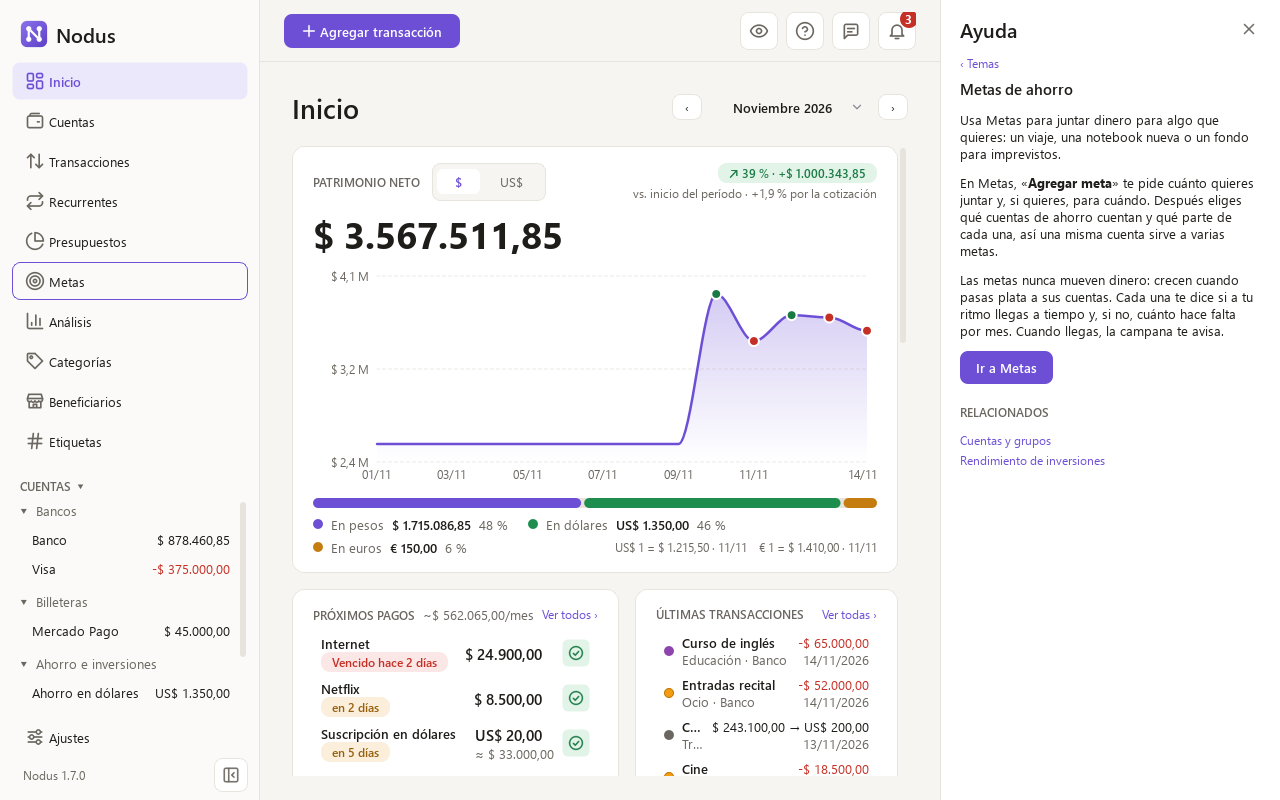 Nodus
Inicio
Cuentas
Transacciones
Recurrentes
Presupuestos
Metas
Análisis
Categorías
Beneficiarios
Etiquetas
CUENTAS ▾
Bancos
Banco $ 878.460,85
Visa -$ 375.000,00
Billeteras
Mercado Pago $ 45.000,00
Ahorro e inversiones
Ahorro en dólares US$ 1.350,00
Ajustes
Nodus 1.7.0
+ Agregar transacción
3
Inicio
‹ Noviembre 2026 ›
PATRIMONIO NETO $ US$
↗ 39 % · +$ 1.000.343,85
vs. inicio del período · +1,9 % por la cotización
$ 3.567.511,85
$ 4,1 M
$ 3,2 M
$ 2,4 M
01/11 03/11 05/11 07/11 09/11 11/11 14/11
En pesos $ 1.715.086,85 48 % En dólares US$ 1.350,00 46 %
En euros € 150,00 6 % US$ 1 = $ 1.215,50 · 11/11 € 1 = $ 1.410,00 · 11/11
PRÓXIMOS PAGOS ~$ 562.065,00/mes Ver todos ›
Internet
Vencido hace 2 días
$ 24.900,00
Netflix
en 2 días
$ 8.500,00
Suscripción en dólares
en 5 días
US$ 20,00
≈ $ 33.000,00
ÚLTIMAS TRANSACCIONES Ver todas ›
Curso de inglés -$ 65.000,00
Educación · Banco 14/11/2026
Entradas recital -$ 52.000,00
Ocio · Banco 14/11/2026
C... $ 243.100,00 → US$ 200,00
Tr... 13/11/2026
Cine -$ 18.500,00
Ayuda
‹ Temas
Metas de ahorro
Usa Metas para juntar dinero para algo que
quieres: un viaje, una notebook nueva o un fondo
para imprevistos.
En Metas, «Agregar meta» te pide cuánto quieres
juntar y, si quieres, para cuándo. Después eliges
qué cuentas de ahorro cuentan y qué parte de
cada una, así una misma cuenta sirve a varias
metas.
Las metas nunca mueven dinero: crecen cuando
pasas plata a sus cuentas. Cada una te dice si a tu
ritmo llegas a tiempo y, si no, cuánto hace falta
por mes. Cuando llegas, la campana te avisa.
Ir a Metas
RELACIONADOS
Cuentas y grupos
Rendimiento de inversiones